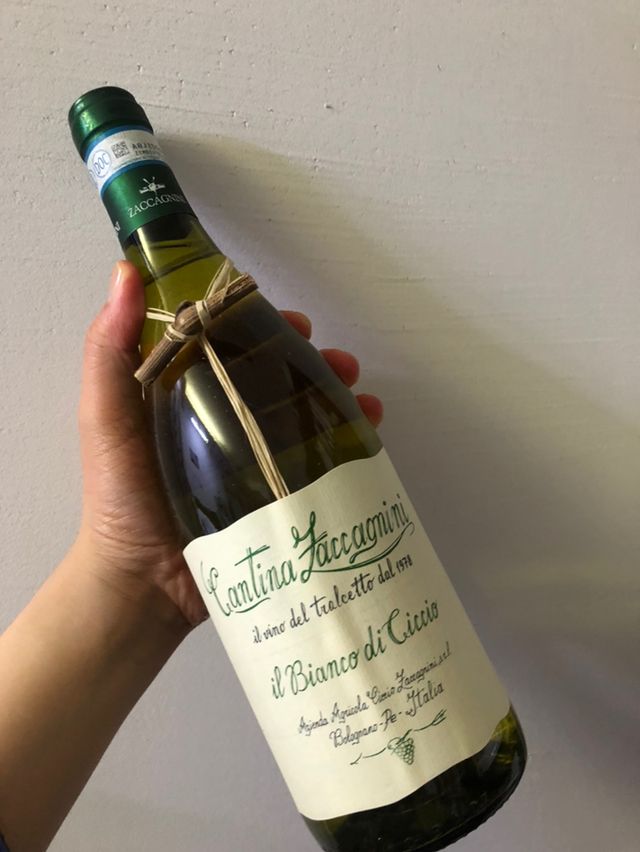 DOC
ZACCAGNINI
Cantina Zaccagnini
il vino del tralcetto dal 1978
il Bianco di Ciccio
Azienda Agricola Ciccio Zaccagnini s.r.l.
Bolognano-Pe-Italia